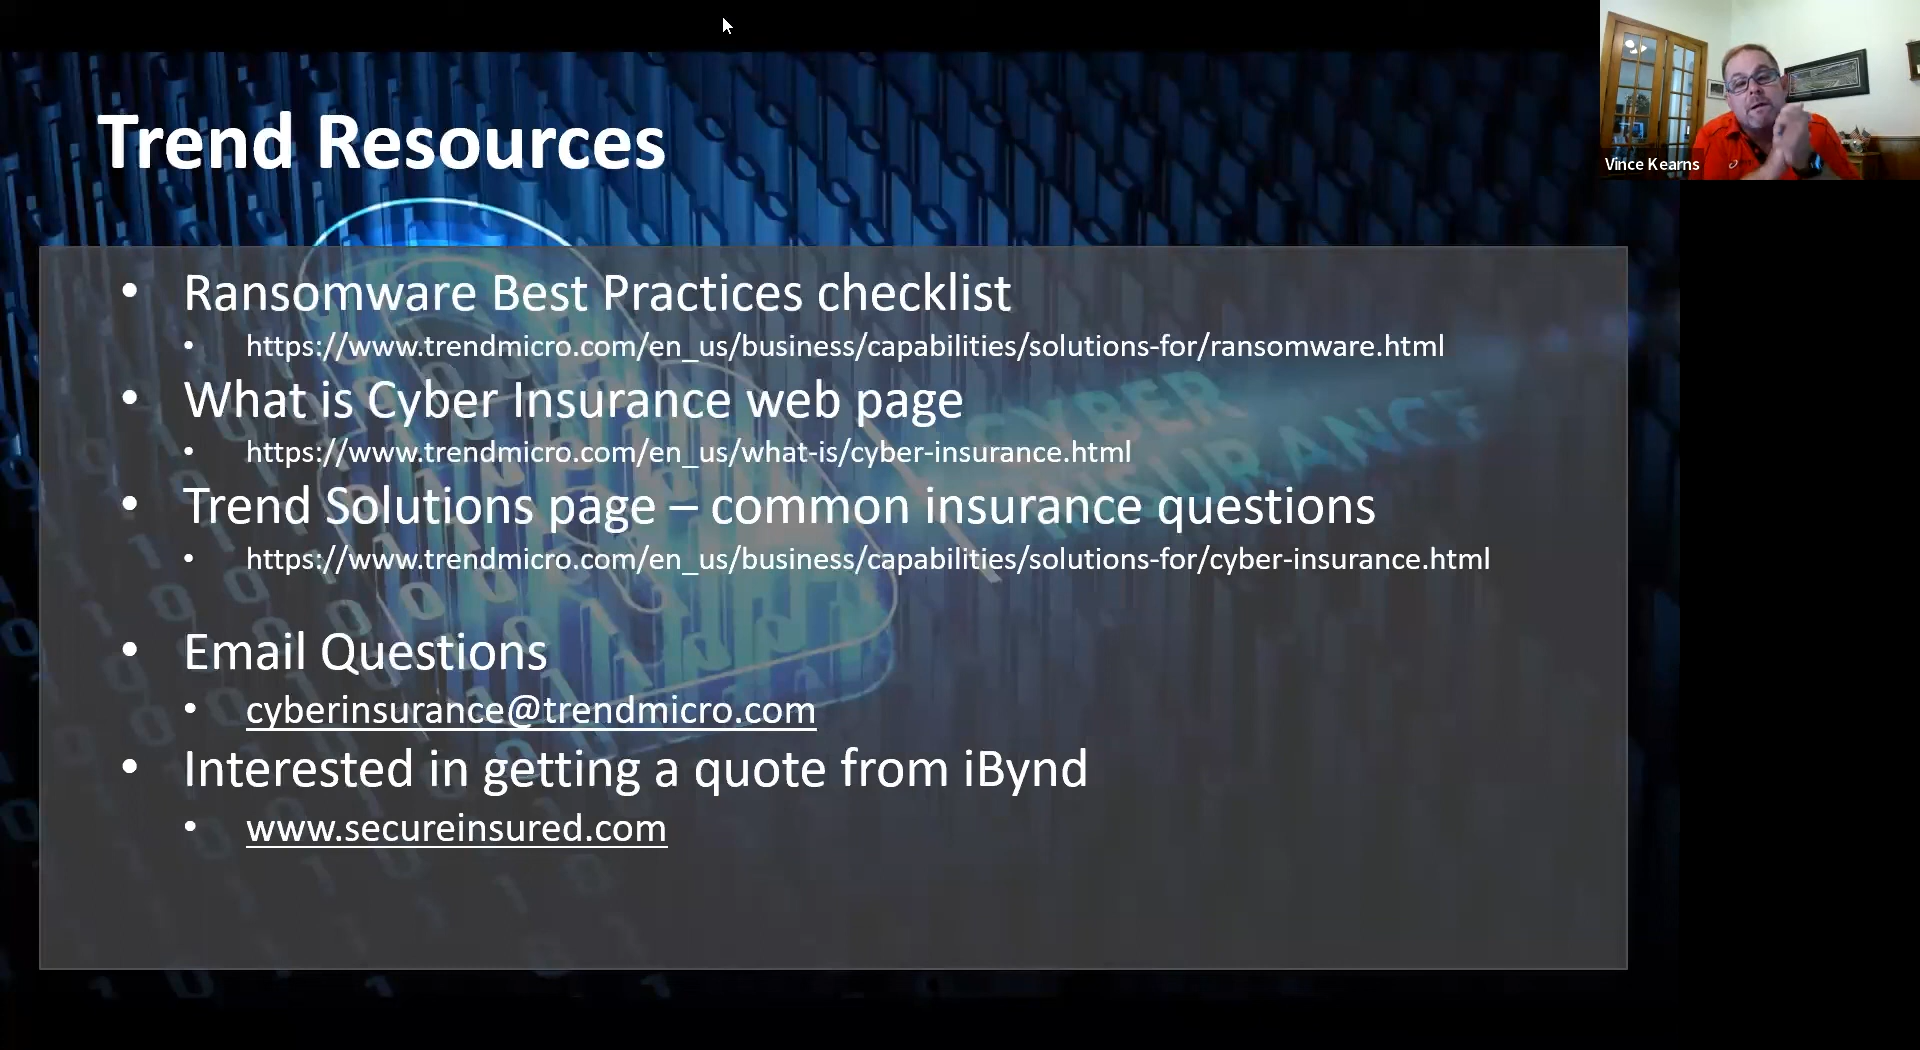 Trend Resources
Vince Kearns
• Ransomware Best Practices checklist
• https://www.trendmicro.com/en_us/business/capabilities/solutions-for/ransomware.html
• What is Cyber Insurance web page
• https://www.trendmicro.com/en_us/what-is/cyber-insurance.html
CYBER
INSURANCE
• Trend Solutions page – common insurance questions
• https://www.trendmicro.com/en_us/business/capabilities/solutions-for/cyber-insurance.html
• Email Questions
• cyberinsurance@trendmicro.com
• Interested in getting a quote from iBynd
• www.secureinsured.com